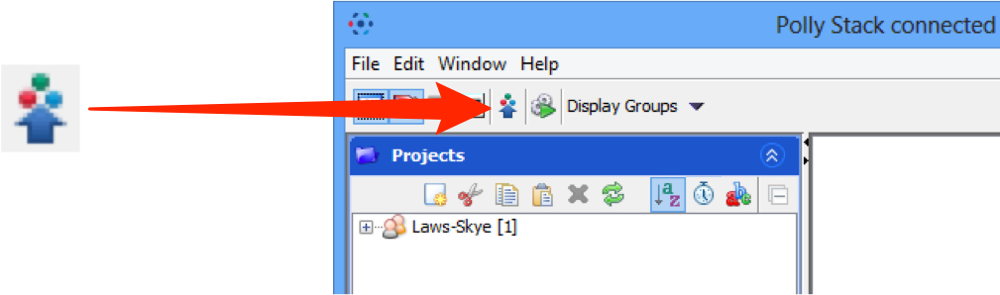 Polly Stack connected
File Edit Window Help
Display Groups
Projects
Laws-Skye [1]